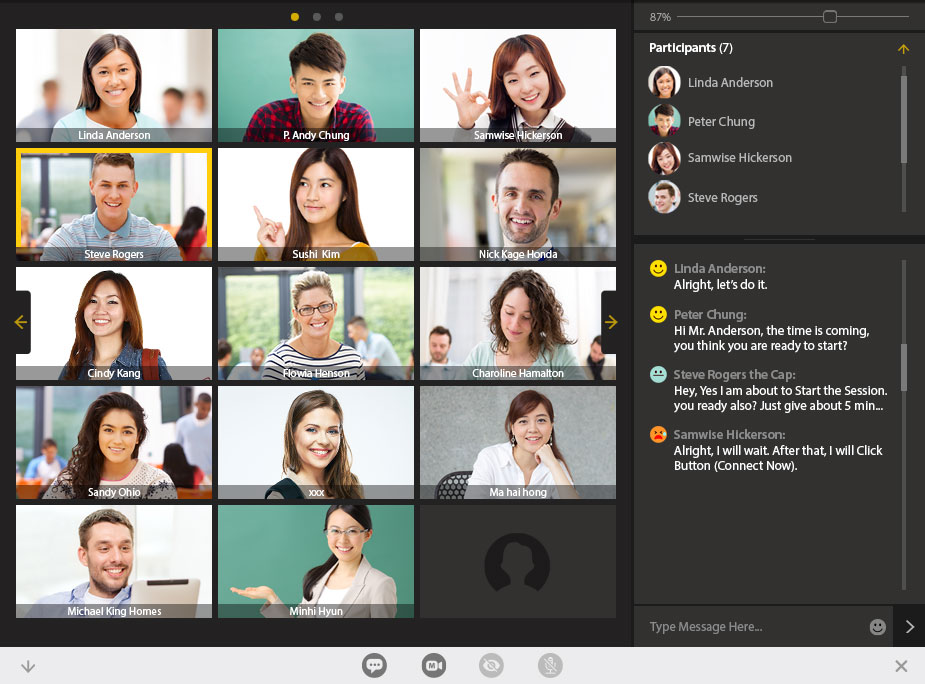 Linda Anderson
P. Andy Chung
Samwise Hickerson
Steve Rogers
Sushi Kim
Nick Kage Honda
Cindy Kang
Flowia Henson
Charoline Hamalton
Sandy Ohio
xxx
Ma hai hong
Michael King Homes
Minhi Hyun
87%
Participants (7)
Linda Anderson
Peter Chung
Samwise Hickerson
Steve Rogers
Linda Anderson:
Alright, let's do it.
Peter Chung:
Hi Mr. Anderson, the time is coming,
you think you are ready to start?
Steve Rogers the Cap:
Hey, Yes I am about to Start the Session.
you ready also? Just give about 5 min...
Samwise Hickerson:
Alright, I will wait. After that, I will Click
Button (Connect Now).
Type Message Here...